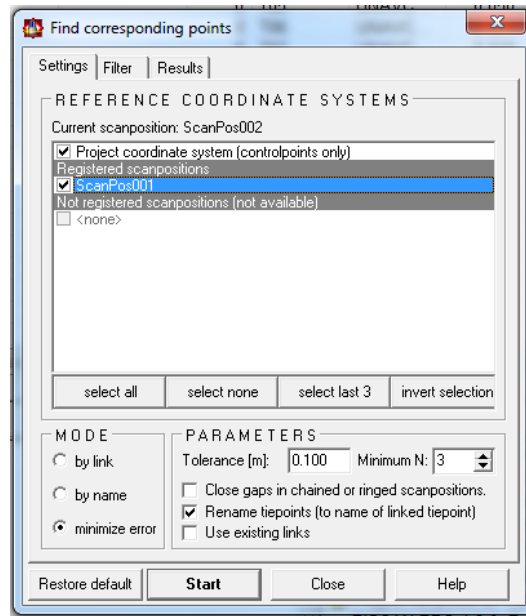 Find corresponding points
Settings Filter Results
REFERENCE COORDINATE SYSTEMS
Current scanposition: ScanPos002
Project coordinate system (controlpoints only)
Registered scanpositions
ScanPos001
Not registered scanpositions (not available)
<none>
select all select none select last 3 invert selection
MODE
by link
by name
minimize error
PARAMETERS
Tolerance [m]: 0.100 Minimum N: 3
Close gaps in chained or ringed scanpositions.
Rename tiepoints (to name of linked tiepoint)
Use existing links
Restore default Start Close Help